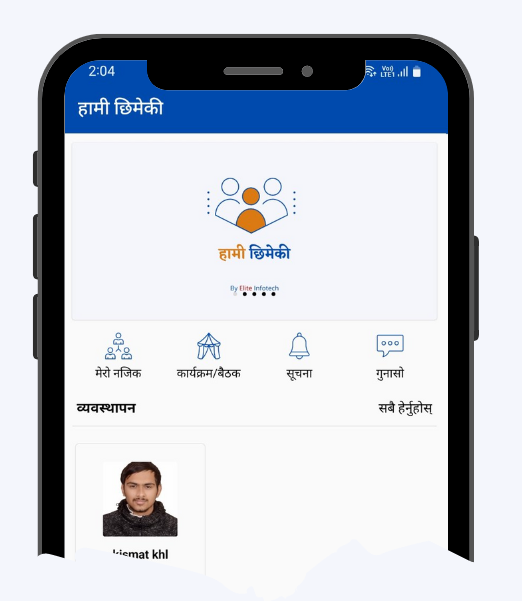 2:04
Vo)) LTE1
हामी छिमेकी
हामी छिमेकी
By Elite Infotech
मेरो नजिक
कार्यक्रम/बैठक
सूचना
गुनासो
व्यवस्थापन
सबै हेर्नुहोस्
kismat khl